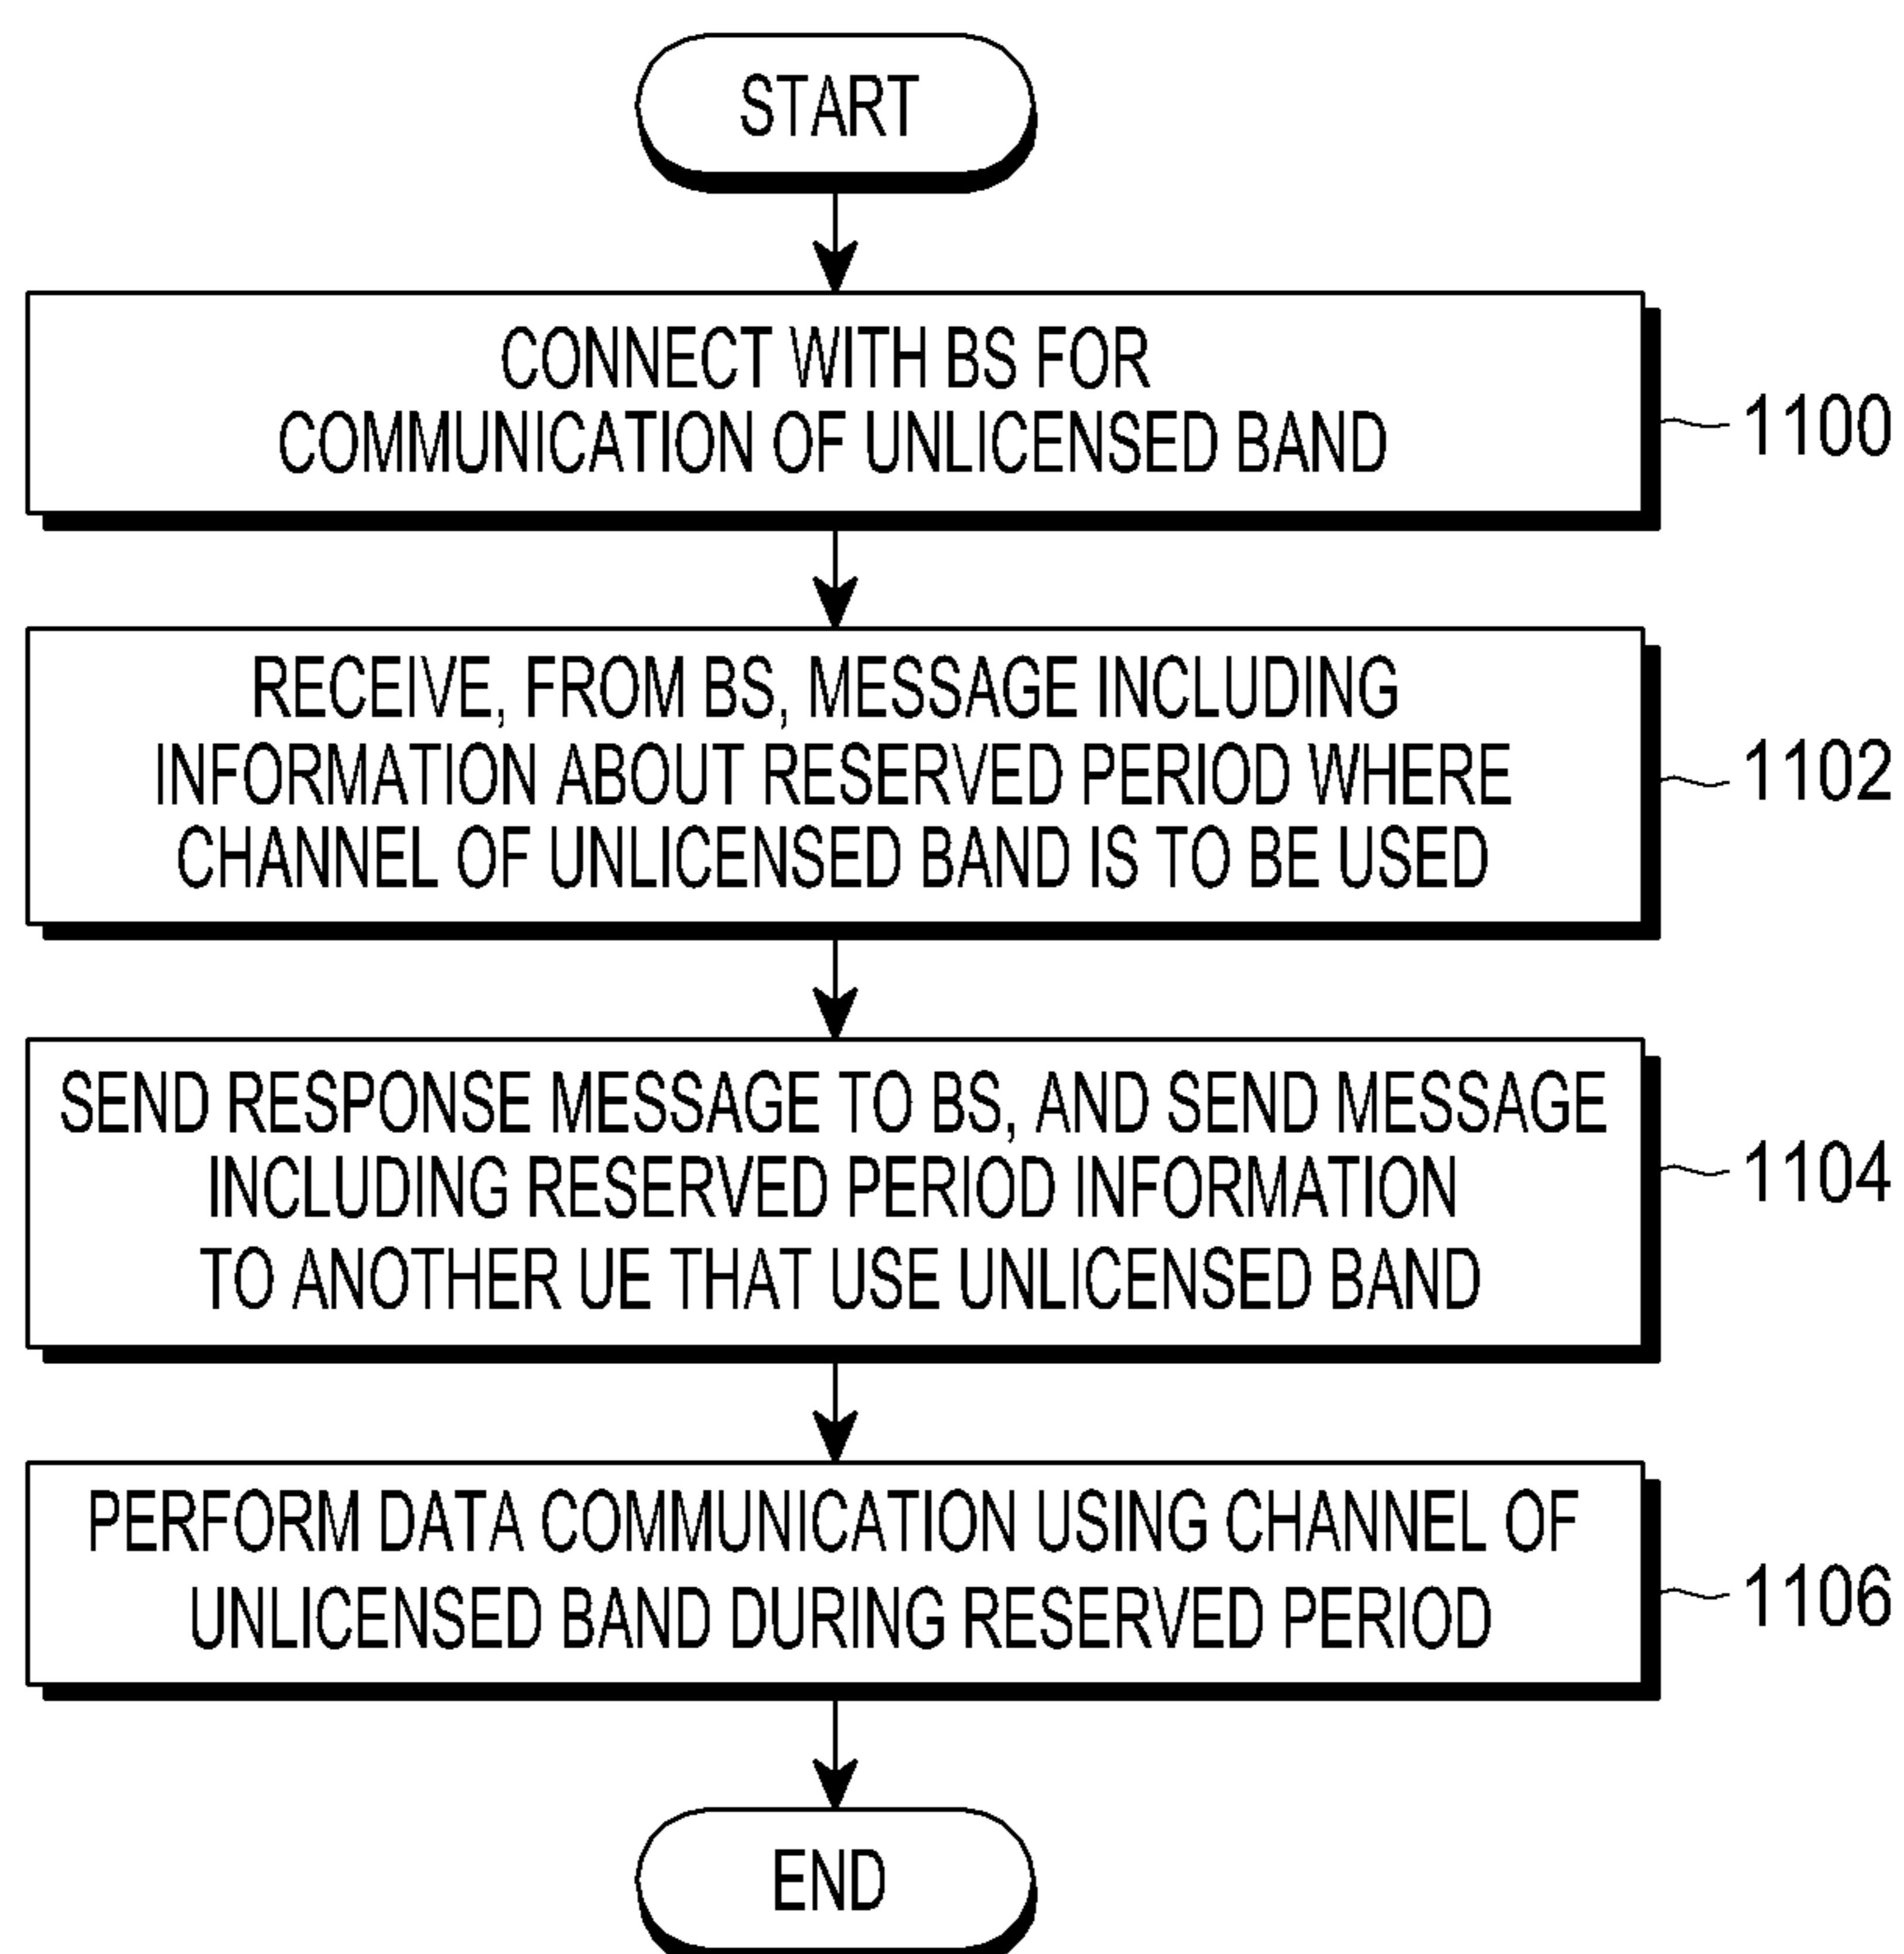 START
CONNECT WITH BS FOR
COMMUNICATION OF UNLICENSED BAND
1100
RECEIVE, FROM BS, MESSAGE INCLUDING
INFORMATION ABOUT RESERVED PERIOD WHERE
CHANNEL OF UNLICENSED BAND IS TO BE USED
1102
SEND RESPONSE MESSAGE TO BS, AND SEND MESSAGE
INCLUDING RESERVED PERIOD INFORMATION
TO ANOTHER UE THAT USE UNLICENSED BAND
1104
PERFORM DATA COMMUNICATION USING CHANNEL OF
UNLICENSED BAND DURING RESERVED PERIOD
1106
END